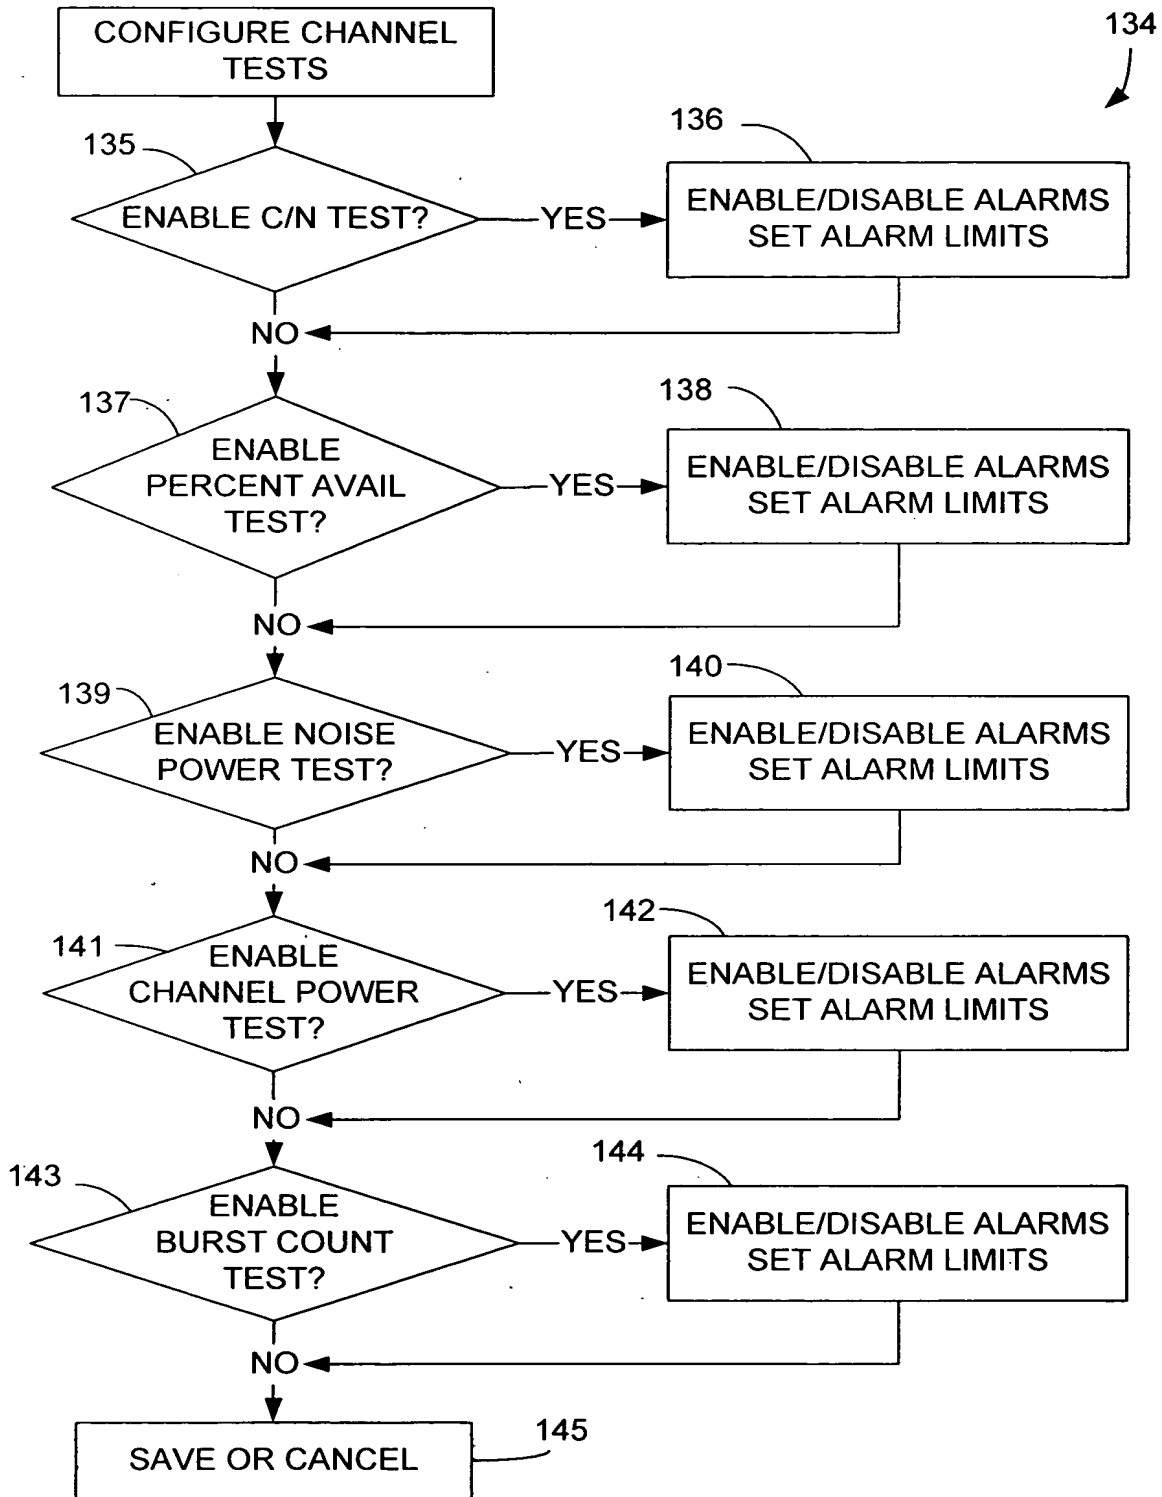 CONFIGURE CHANNEL
TESTS
134
135
ENABLE C/N TEST?
YES
136
ENABLE/DISABLE ALARMS
SET ALARM LIMITS
NO
137
ENABLE
PERCENT AVAIL
TEST?
YES
138
ENABLE/DISABLE ALARMS
SET ALARM LIMITS
NO
139
ENABLE NOISE
POWER TEST?
YES
140
ENABLE/DISABLE ALARMS
SET ALARM LIMITS
NO
141
ENABLE
CHANNEL POWER
TEST?
YES
142
ENABLE/DISABLE ALARMS
SET ALARM LIMITS
NO
143
ENABLE
BURST COUNT
TEST?
YES
144
ENABLE/DISABLE ALARMS
SET ALARM LIMITS
NO
SAVE OR CANCEL
145